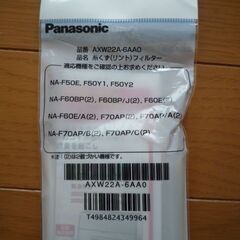 Panasonic
品番 AXW22A-6AA0
品名 糸くず(リント)フィルター
適応機種をご確認の上お求めください
NA-F50E, F50Y1, F50Y2
NA-F60BP(2), F60BP/J(2), F60E(2)
NA-F60E/A(2), F70AP(2), F70AP/A(2)
NA-F70AP/B(2), F70AP/C(2)
AXW22A-6AA0
T4984824349964